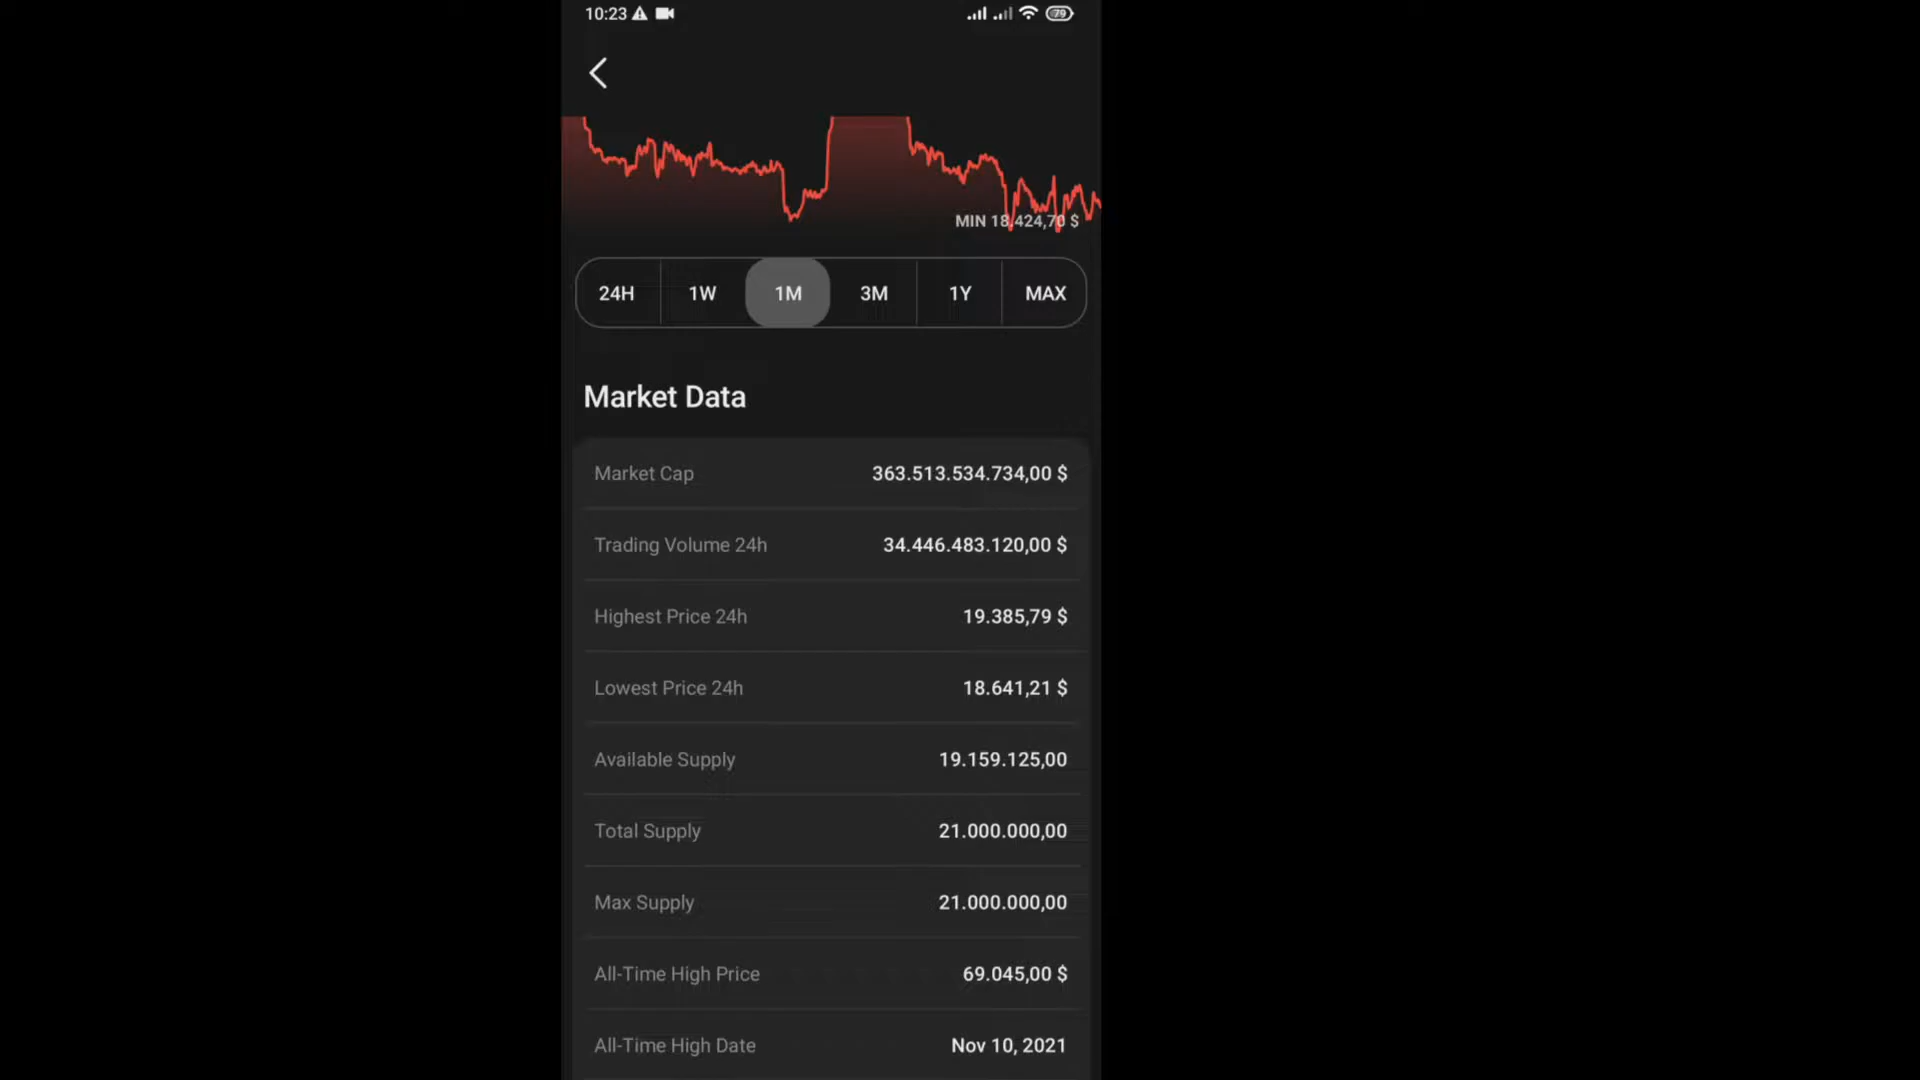 10:23
79
MIN 18.424,70 $
24H 1W 1M 3M 1Y MAX
Market Data
Market Cap 363.513.534.734,00 $
Trading Volume 24h 34.446.483.120,00 $
Highest Price 24h 19.385,79 $
Lowest Price 24h 18.641,21 $
Available Supply 19.159.125,00
Total Supply 21.000.000,00
Max Supply 21.000.000,00
All-Time High Price 69.045,00 $
All-Time High Date Nov 10, 2021